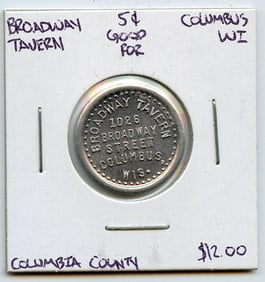 BROADWAY TAVERN
5¢ GOOD FOR
COLUMBUS WI
BROADWAY TAVERN
1026
BROADWAY
STREET
COLUMBUS,
WIS.
COLUMBIA COUNTY
$12.00